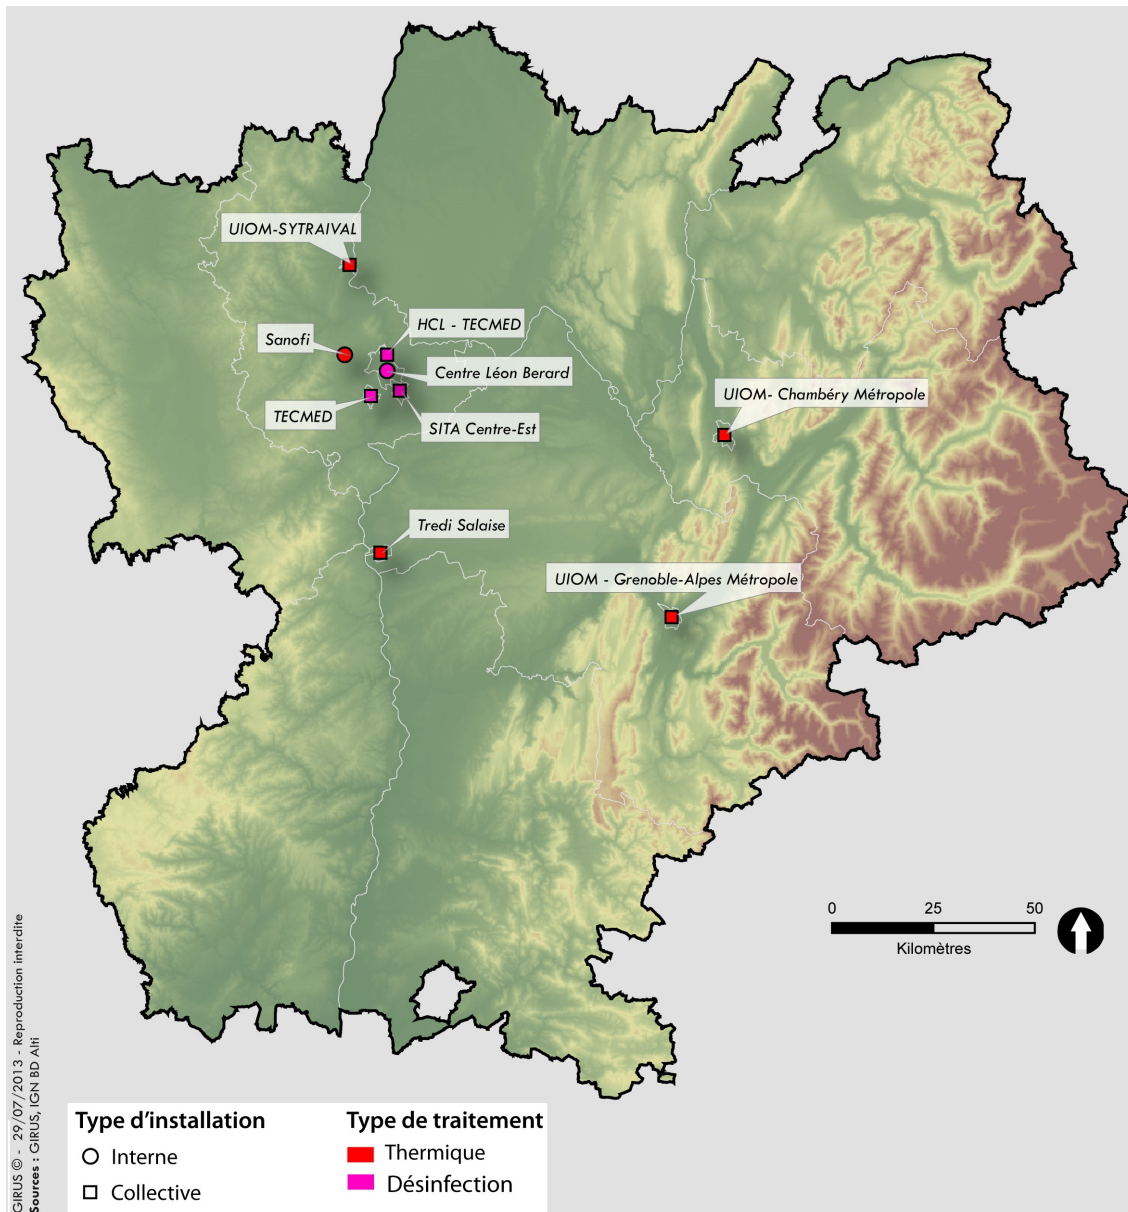 UIOM-SYTRAIVAL
HCL - TECMED
Sanofi
Centre Léon Berard
UIOM- Chambéry Métropole
TECMED
SITA Centre-Est
Tredi Salaise
UIOM - Grenoble-Alpes Métropole
0 25 50
Kilomètres
GIRUS © - 29/07/2013 - Reproduction interdite
Sources : GIRUS, IGN BD Alti
Type d'installation
Interne
Collective
Type de traitement
Thermique
Désinfection